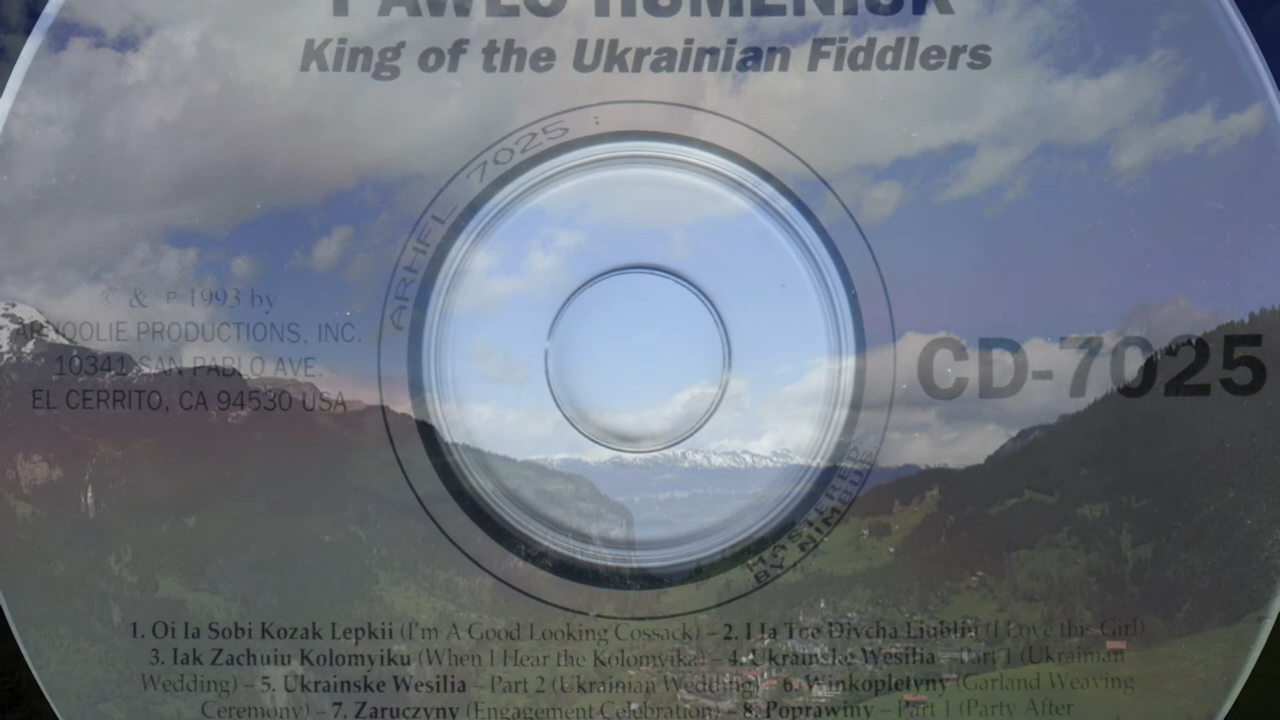 PAWLO HUMENIUK
King of the Ukrainian Fiddlers
ARHFL 7025 :
© & P 1993 by
ARHOOLIE PRODUCTIONS, INC.
10341 SAN PABLO AVE.
EL CERRITO, CA 94530 USA
CD-7025
MASTERED
BY NIMBUS
1. Oi Ia Sobi Kozak Lepkii (I'm A Good Looking Cossack) – 2. I Ia Toe Divcha Liubliu (I Love this Girl)
3. Iak Zachuiu Kolomyiku (When I Hear the Kolomyika) – 4. Ukrainske Wesilia – Part 1 (Ukrainian
Wedding) – 5. Ukrainske Wesilia – Part 2 (Ukrainian Wedding) – 6. Winkopletyny (Garland Weaving
Ceremony) – 7. Zaruczyny (Engagement Celebration) – 8. Poprawiny – Part 1 (Party After